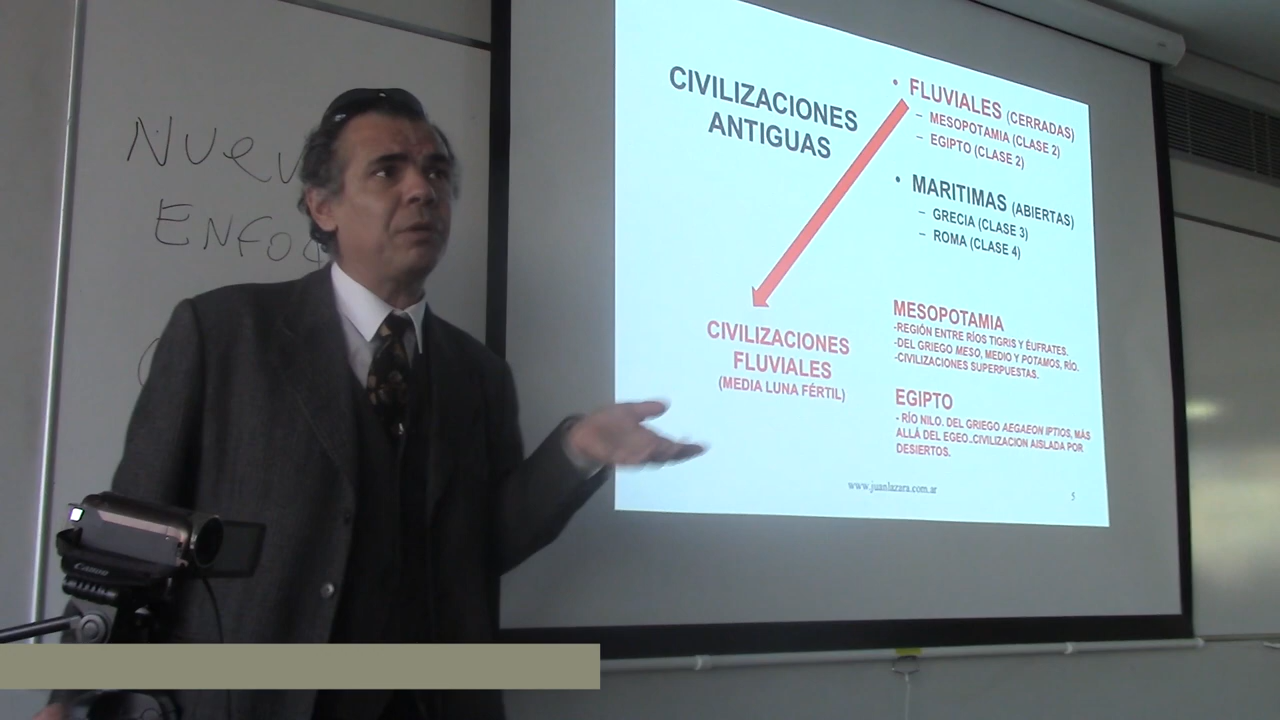 NUEV
ENFO
CIVILIZACIONES
ANTIGUAS
• FLUVIALES (CERRADAS)
– MESOPOTAMIA (CLASE 2)
– EGIPTO (CLASE 2)
• MARITIMAS (ABIERTAS)
– GRECIA (CLASE 3)
– ROMA (CLASE 4)
CIVILIZACIONES
FLUVIALES
(MEDIA LUNA FÉRTIL)
MESOPOTAMIA
-REGIÓN ENTRE RÍOS TIGRIS Y ÉUFRATES.
-DEL GRIEGO MESO, MEDIO Y POTAMOS, RÍO.
-CIVILIZACIONES SUPERPUESTAS.
EGIPTO
- RÍO NILO. DEL GRIEGO AEGAEON IPTIOS, MÁS
ALLÁ DEL EGEO..CIVILIZACION AISLADA POR
DESIERTOS.
www.juanlazara.com.ar
5
Canon